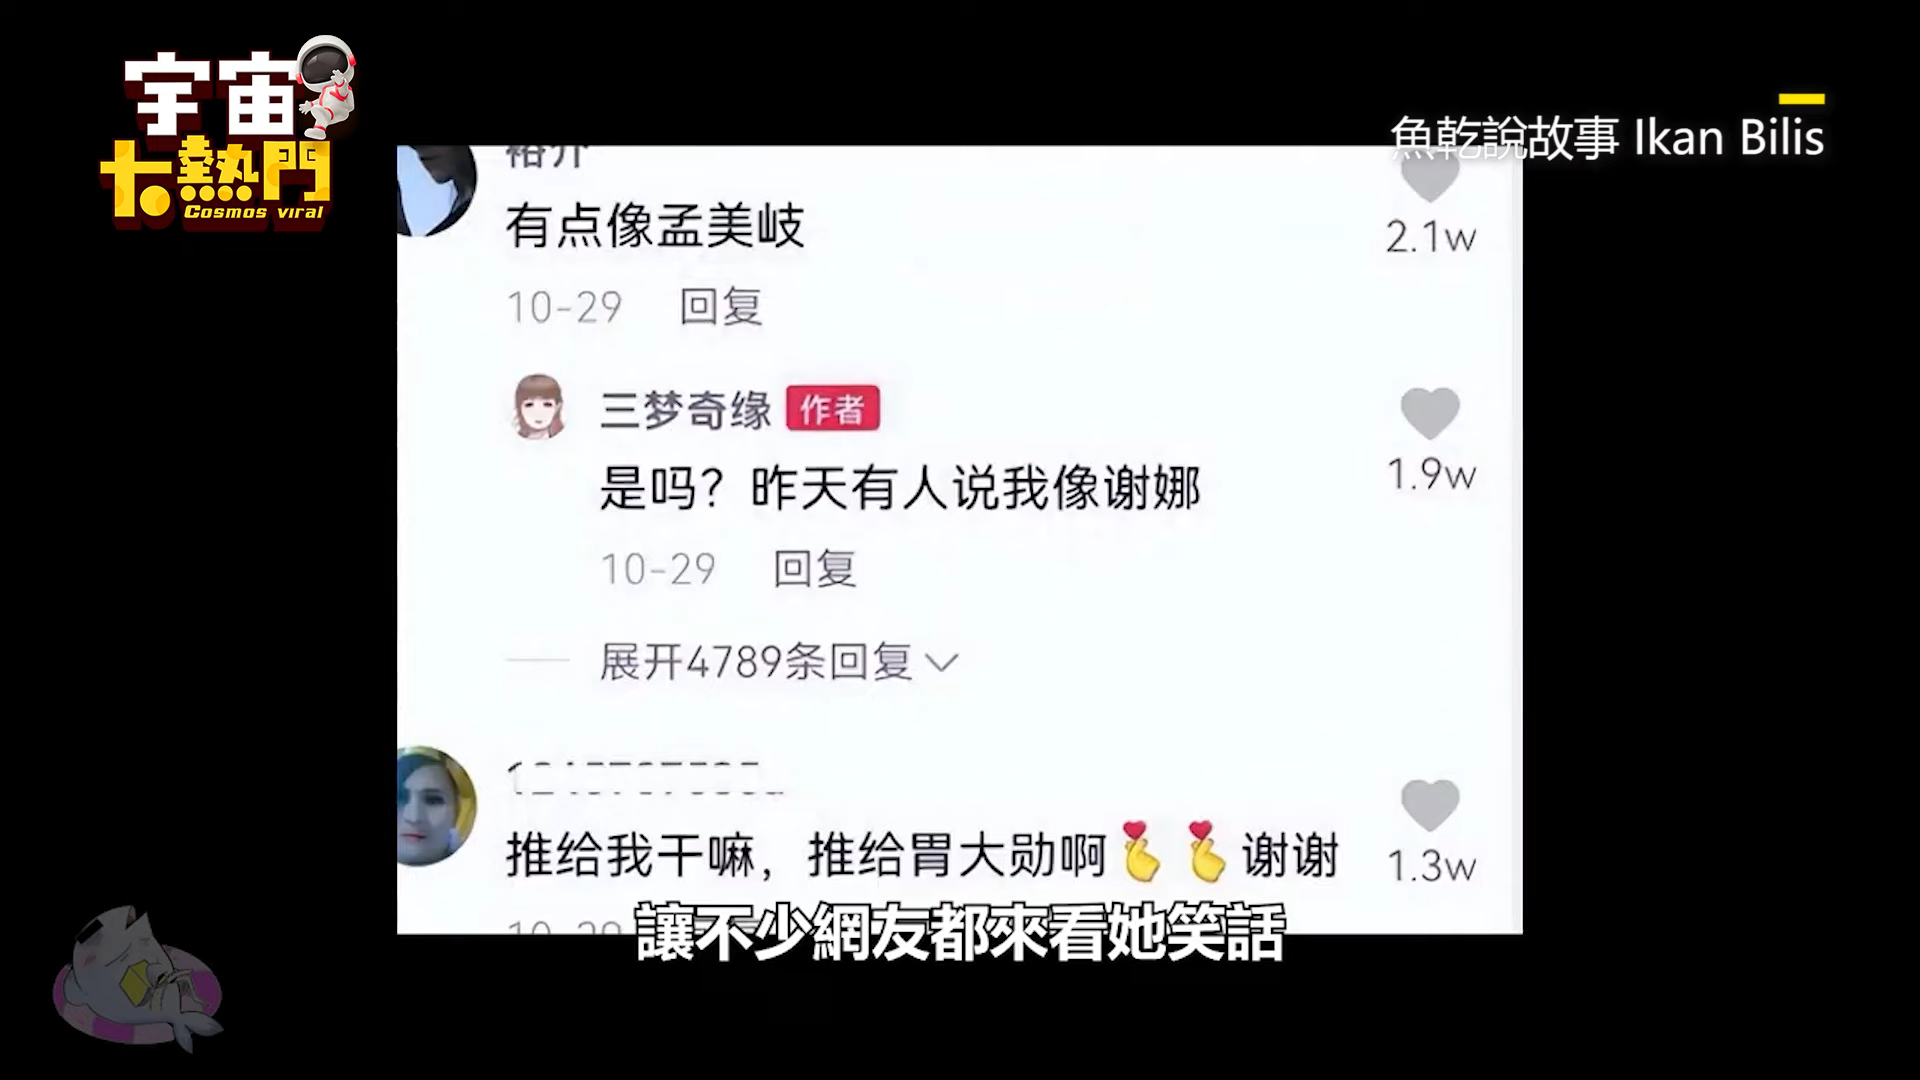 宇宙
大熱門
Cosmos viral
魚乾說故事 Ikan Bilis
裕介
有点像孟美岐
2.1w
10-29 回复
三梦奇缘 作者
是吗？昨天有人说我像谢娜
1.9w
10-29 回复
展开4789条回复
推给我干嘛，推给胃大勋啊🫰🫰谢谢
1.3w
讓不少網友都來看她笑話